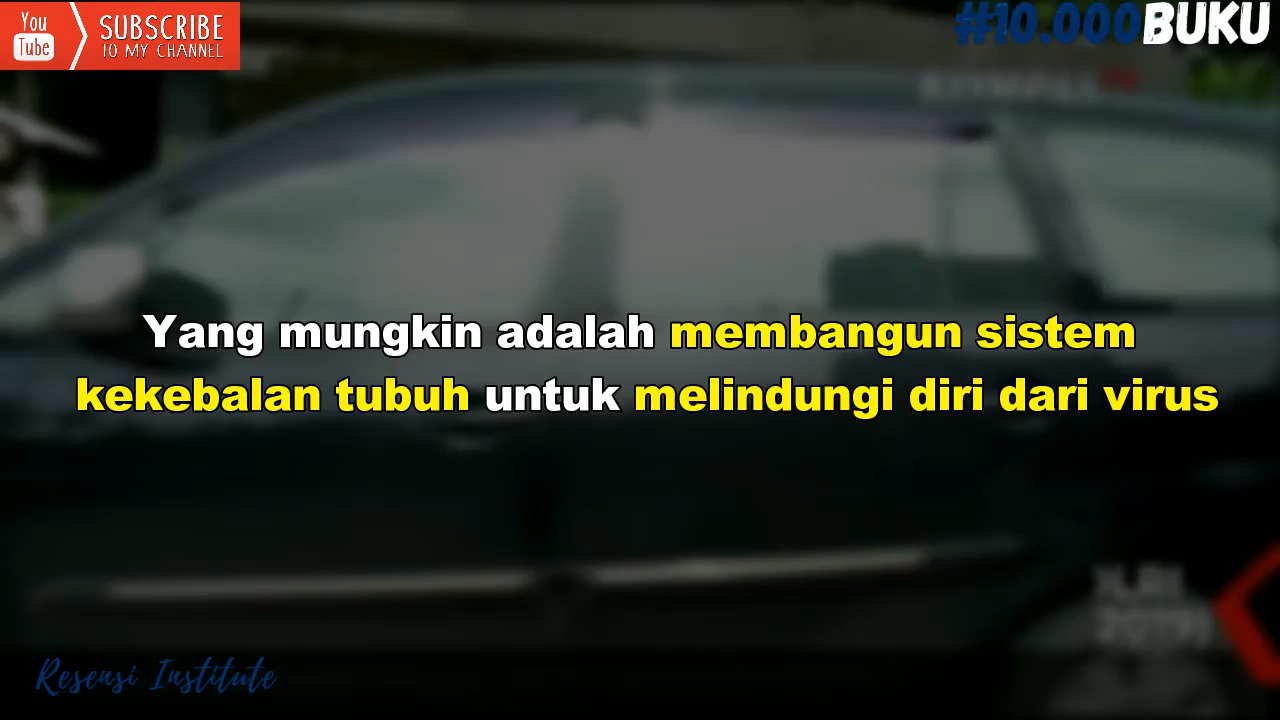 You
Tube
SUBSCRIBE
TO MY CHANNEL
#10.000BUKU
Yang mungkin adalah membangun sistem
kekebalan tubuh untuk melindungi diri dari virus
Resensi Institute